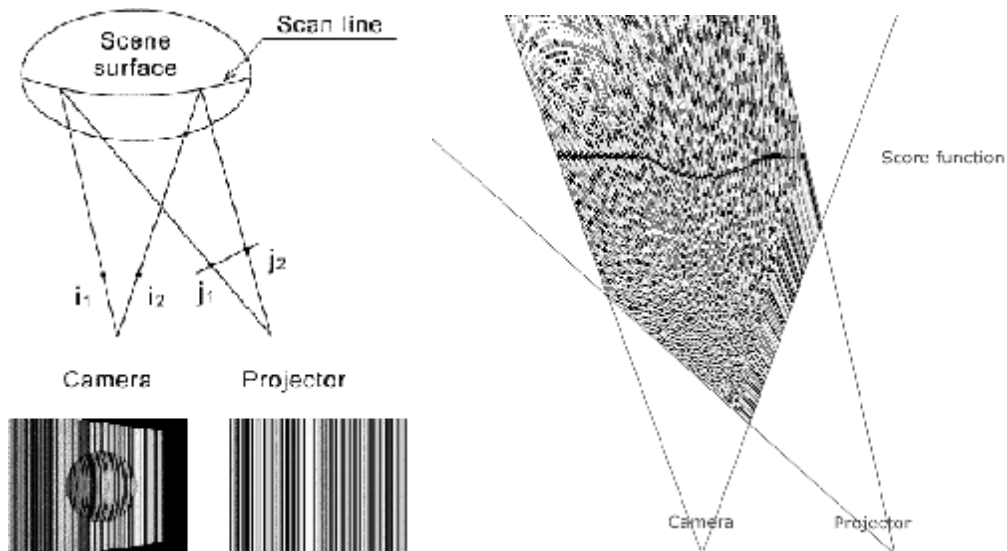 Scan line
Scene
surface
i1
i2
j1
j2
Camera
Projector
Score function
Camera
Projector